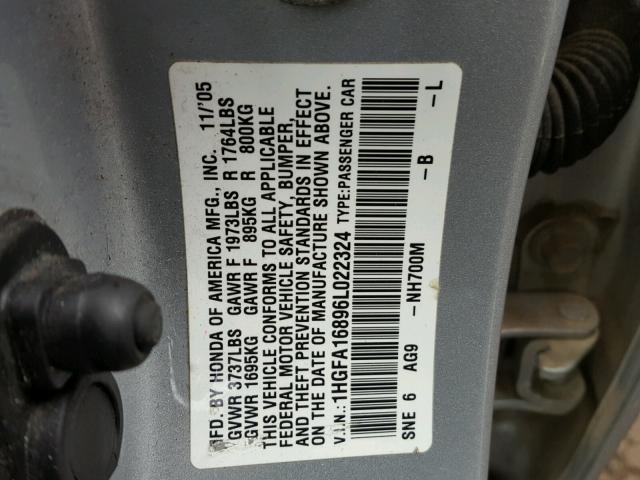 MFD. BY HONDA OF AMERICA MFG., INC. 11/'05
GVWR 3737LBS GAWR F 1973LBS R 1764LBS
GVWR 1695KG GAWR F 895KG R 800KG
THIS VEHICLE CONFORMS TO ALL APPLICABLE
FEDERAL MOTOR VEHICLE SAFETY, BUMPER,
AND THEFT PREVENTION STANDARDS IN EFFECT
ON THE DATE OF MANUFACTURE SHOWN ABOVE.
V.I.N.: 1HGFA16896L022324 TYPE:PASSENGER CAR
SNE 6 AG9 -NH700M -B -L